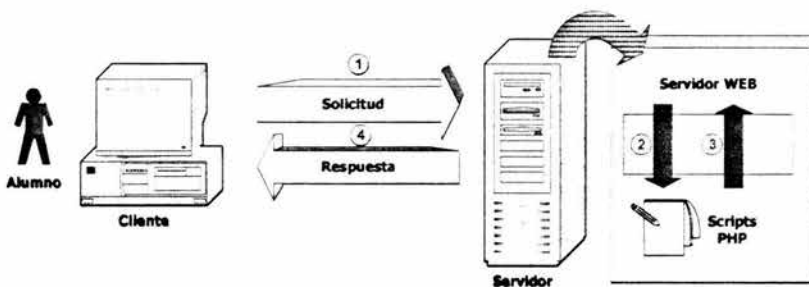 1
Solicitud
4
Respuesta
Alumno
Cliente
Servidor
Servidor WEB
2
3
Scripts
PHP